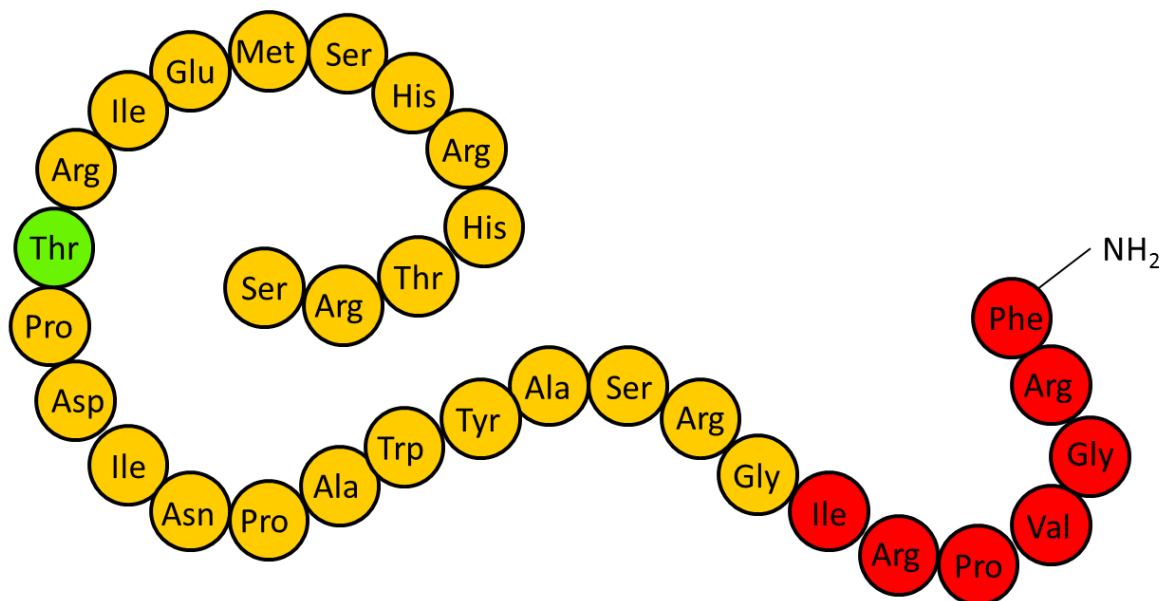 Ser
Arg
Thr
His
Arg
His
Ser
Met
Glu
Ile
Arg
Thr
Pro
Asp
Ile
Asn
Pro
Ala
Trp
Tyr
Ala
Ser
Arg
Gly
Ile
Arg
Pro
Val
Gly
Arg
Phe
NH₂